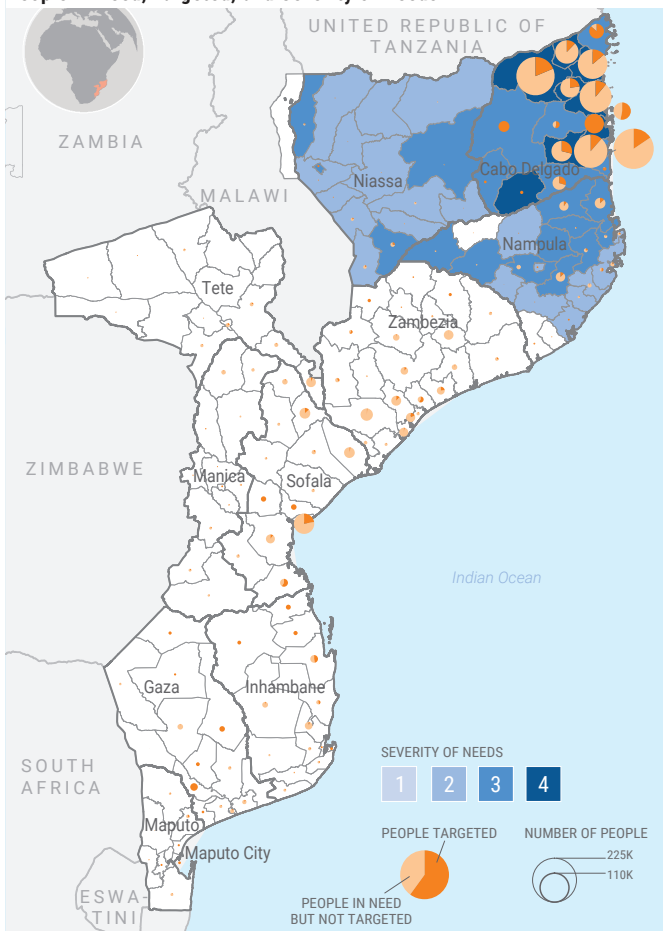 UNITED REPUBLIC OF
TANZANIA
ZAMBIA
MALAWI
Niassa
Cabo Delgado
Nampula
Tete
Zambezia
ZIMBABWE
Manica
Sofala
Indian Ocean
Gaza
Inhambane
SOUTH
AFRICA
Maputo
Maputo City
ESWA-
TINI
SEVERITY OF NEEDS
1 2 3 4
PEOPLE TARGETED
PEOPLE IN NEED
BUT NOT TARGETED
NUMBER OF PEOPLE
225K
110K